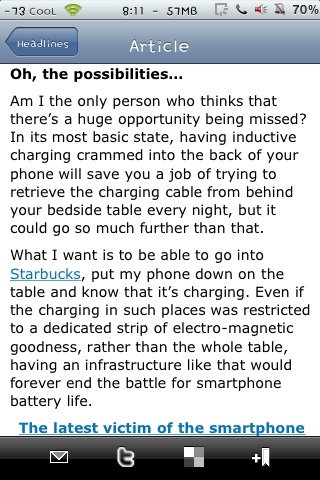 -73 CooL 8:11 - 57MB 70%
Headlines
Article
Oh, the possibilities...
Am I the only person who thinks that
there's a huge opportunity being missed?
In its most basic state, having inductive
charging crammed into the back of your
phone will save you a job of trying to
retrieve the charging cable from behind
your bedside table every night, but it
could go so much further than that.
What I want is to be able to go into
Starbucks, put my phone down on the
table and know that it's charging. Even if
the charging in such places was restricted
to a dedicated strip of electro-magnetic
goodness, rather than the whole table,
having an infrastructure like that would
forever end the battle for smartphone
battery life.
The latest victim of the smartphone